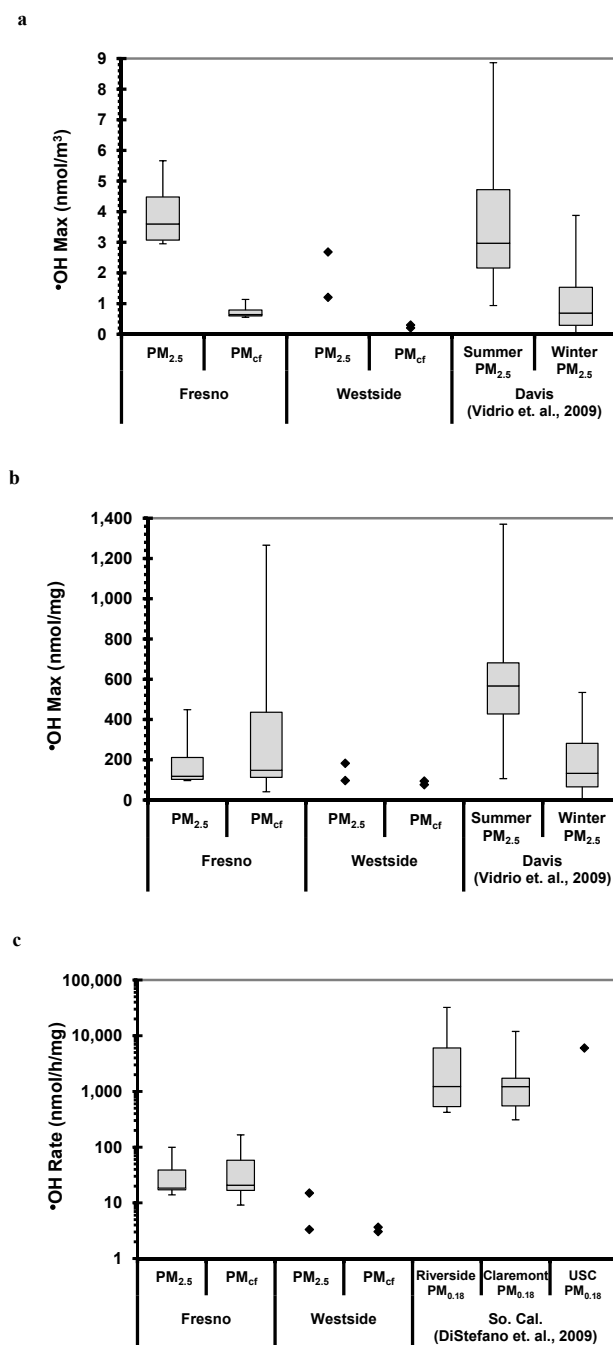 a
•OH Max (nmol/m³)
9
8
7
6
5
4
3
2
1
0
PM2.5 PMcf PM2.5 PMcf Summer PM2.5 Winter PM2.5
Fresno Westside Davis
(Vidrio et. al., 2009)
b
•OH Max (nmol/mg)
1,400
1,200
1,000
800
600
400
200
0
PM2.5 PMcf PM2.5 PMcf Summer PM2.5 Winter PM2.5
Fresno Westside Davis
(Vidrio et. al., 2009)
c
•OH Rate (nmol/h/mg)
100,000
10,000
1,000
100
10
1
PM2.5 PMcf PM2.5 PMcf Riverside PM0.18 Claremont PM0.18 USC PM0.18
Fresno Westside So. Cal.
(DiStefano et. al., 2009)